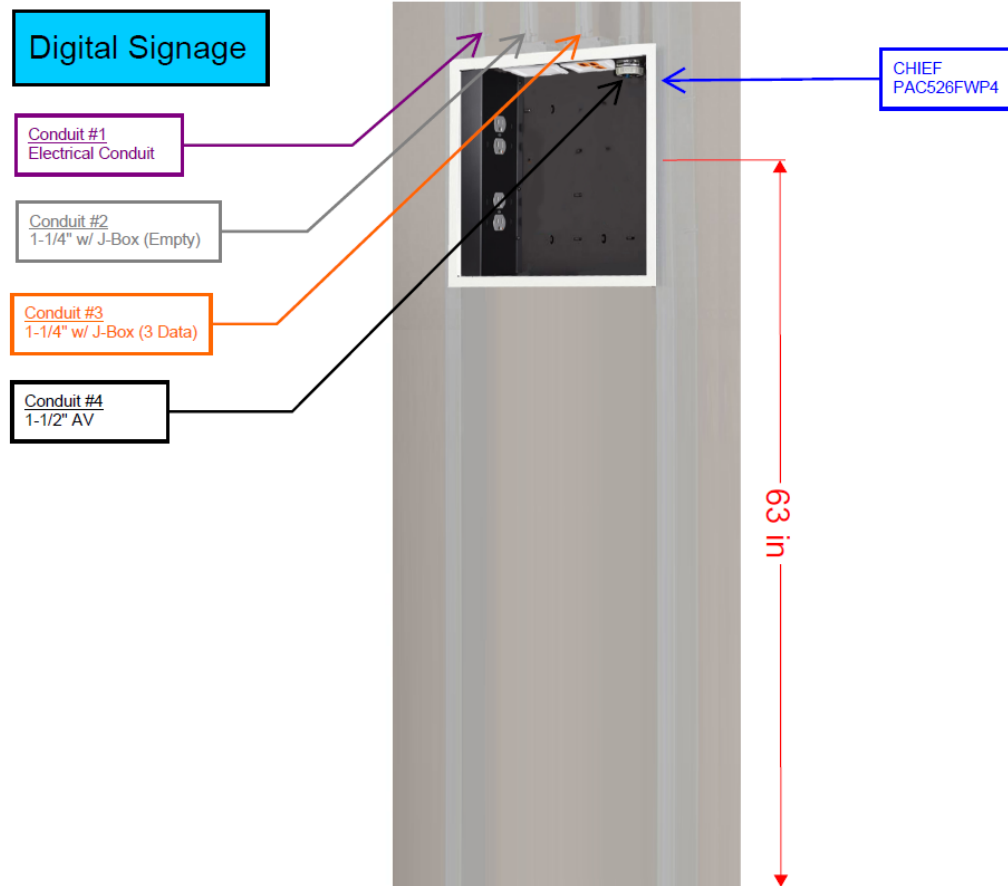 Digital Signage
CHIEF
PAC526FWP4
Conduit #1
Electrical Conduit
Conduit #2
1-1/4" w/ J-Box (Empty)
Conduit #3
1-1/4" w/ J-Box (3 Data)
Conduit #4
1-1/2" AV
63 in